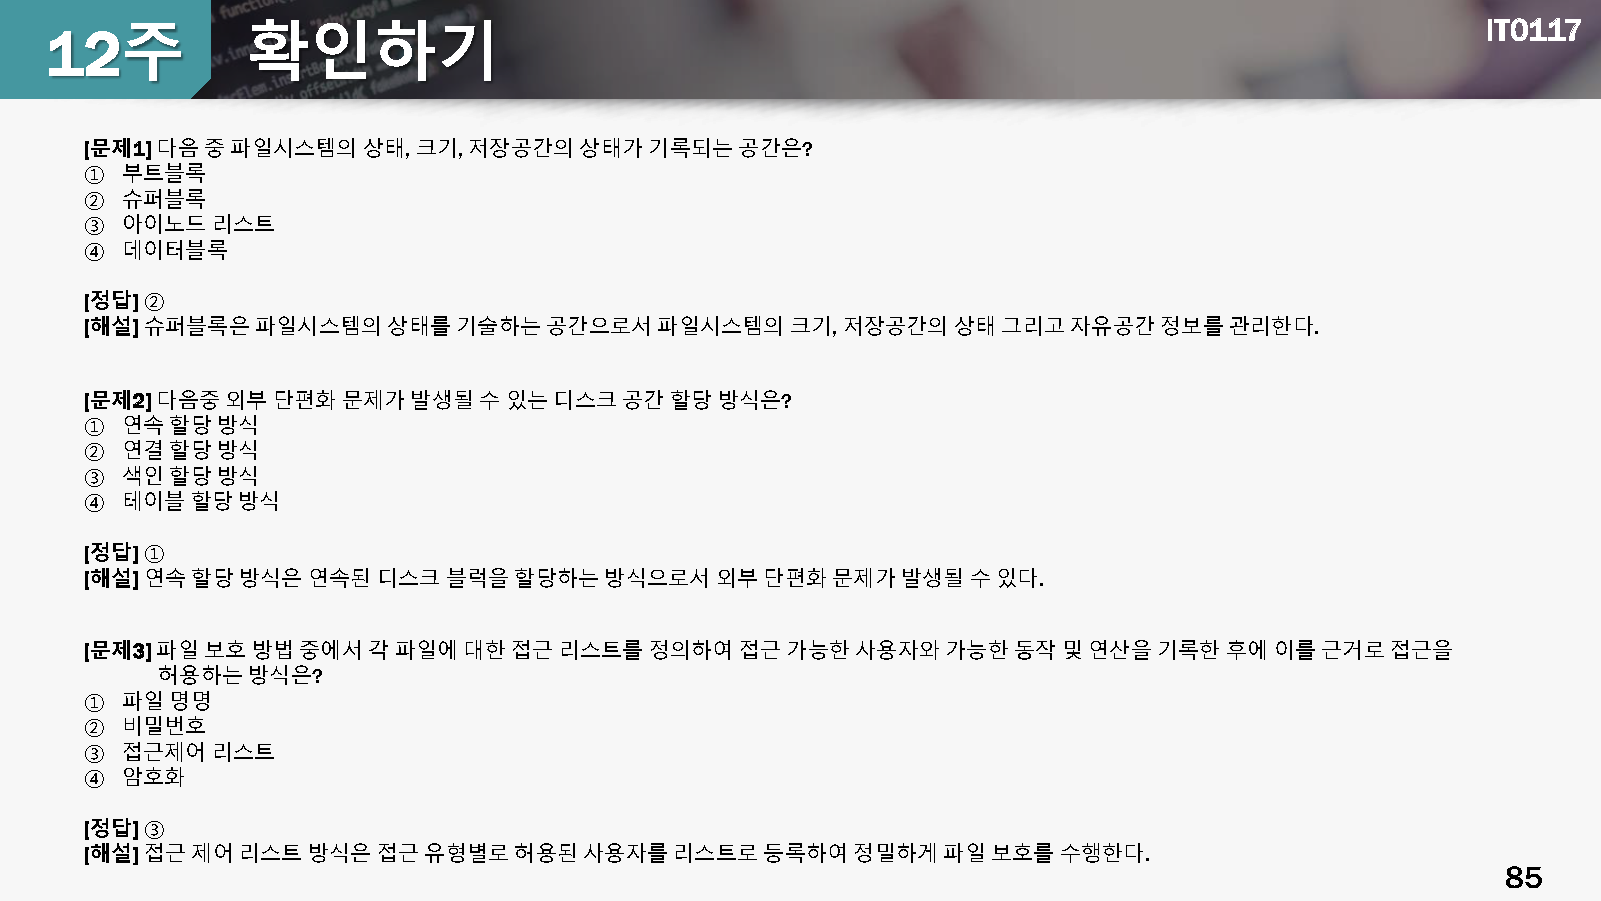 12주 확인하기
IT0117
[문제1] 다음 중 파일시스템의 상태, 크기, 저장공간의 상태가 기록되는 공간은?
① 부트블록
② 슈퍼블록
③ 아이노드 리스트
④ 데이터블록
[정답] ②
[해설] 슈퍼블록은 파일시스템의 상태를 기술하는 공간으로서 파일시스템의 크기, 저장공간의 상태 그리고 자유공간 정보를 관리한다.
[문제2] 다음중 외부 단편화 문제가 발생될 수 있는 디스크 공간 할당 방식은?
① 연속 할당 방식
② 연결 할당 방식
③ 색인 할당 방식
④ 테이블 할당 방식
[정답] ①
[해설] 연속 할당 방식은 연속된 디스크 블럭을 할당하는 방식으로서 외부 단편화 문제가 발생될 수 있다.
[문제3] 파일 보호 방법 중에서 각 파일에 대한 접근 리스트를 정의하여 접근 가능한 사용자와 가능한 동작 및 연산을 기록한 후에 이를 근거로 접근을
허용하는 방식은?
① 파일 명명
② 비밀번호
③ 접근제어 리스트
④ 암호화
[정답] ③
[해설] 접근 제어 리스트 방식은 접근 유형별로 허용된 사용자를 리스트로 등록하여 정밀하게 파일 보호를 수행한다.
85